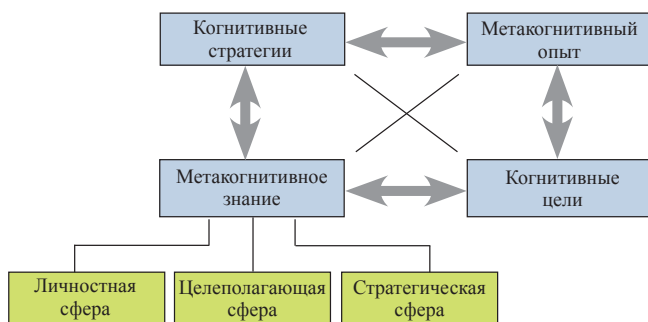 Когнитивные
стратегии
Метакогнитивный
опыт
Метакогнитивное
знание
Когнитивные
цели
Личностная
сфера
Целеполагающая
сфера
Стратегическая
сфера